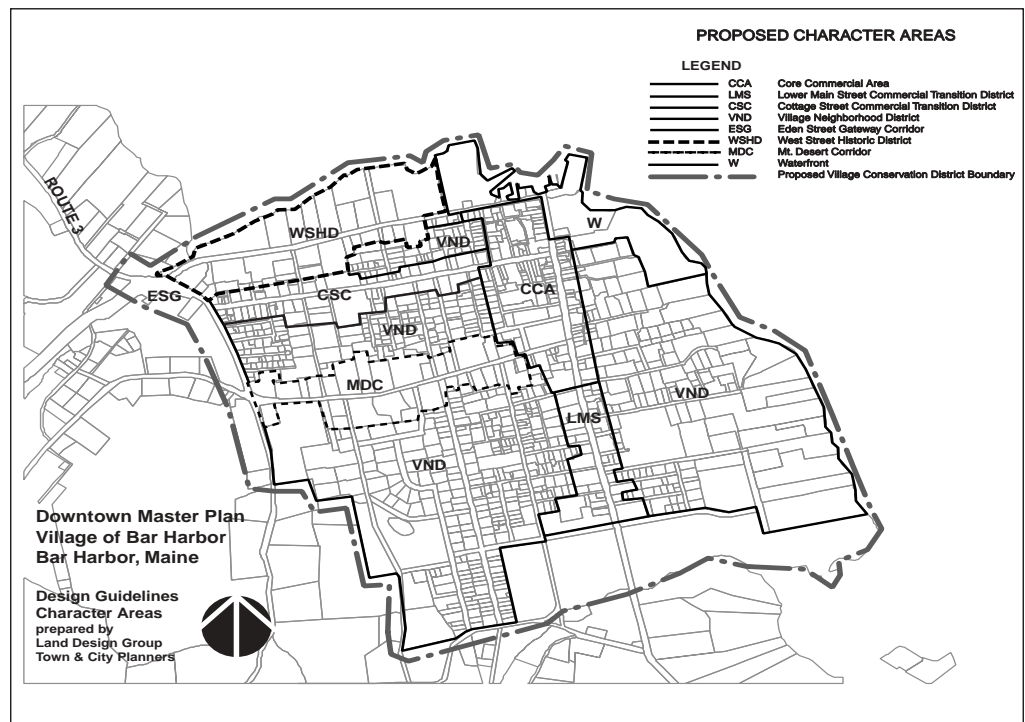 PROPOSED CHARACTER AREAS
LEGEND
CCA Core Commercial Area
LMS Lower Main Street Commercial Transition District
CSC Cottage Street Commercial Transition District
VND Village Neighborhood District
ESG Eden Street Gateway Corridor
WSHD West Street Historic District
MDC Mt. Desert Corridor
W Waterfront
Proposed Village Conservation District Boundary
ROUTE 3
WSHD
VND
W
ESG
CSC
CCA
VND
MDC
VND
LMS
VND
Downtown Master Plan
Village of Bar Harbor
Bar Harbor, Maine
Design Guidelines
Character Areas
prepared by
Land Design Group
Town & City Planners